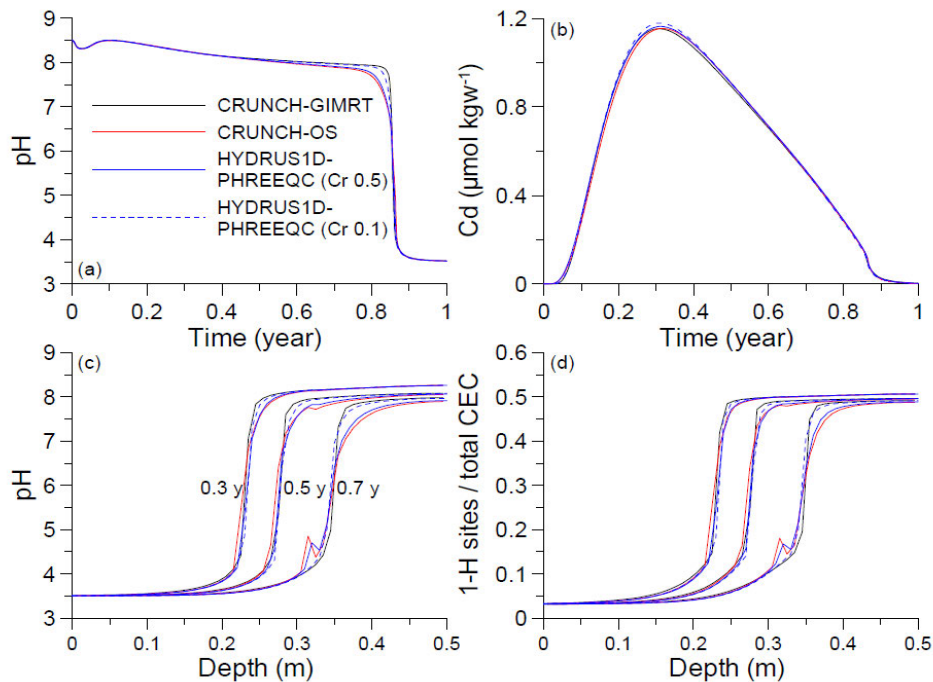 9
8
7
6
5
4
3
pH
CRUNCH-GIMRT
CRUNCH-OS
HYDRUS1D-
PHREEQC (Cr 0.5)
HYDRUS1D-
PHREEQC (Cr 0.1)
(a)
0 0.2 0.4 0.6 0.8 1
Time (year)
(b)
1.2
0.8
0.4
0
Cd (μmol kgw-1)
0 0.2 0.4 0.6 0.8 1
Time (year)
(c)
9
8
7
6
5
4
3
pH
0.3 y 0.5 y 0.7 y
0 0.1 0.2 0.3 0.4 0.5
Depth (m)
(d)
0.6
0.5
0.4
0.3
0.2
0.1
0
1-H sites / total CEC
0 0.1 0.2 0.3 0.4 0.5
Depth (m)